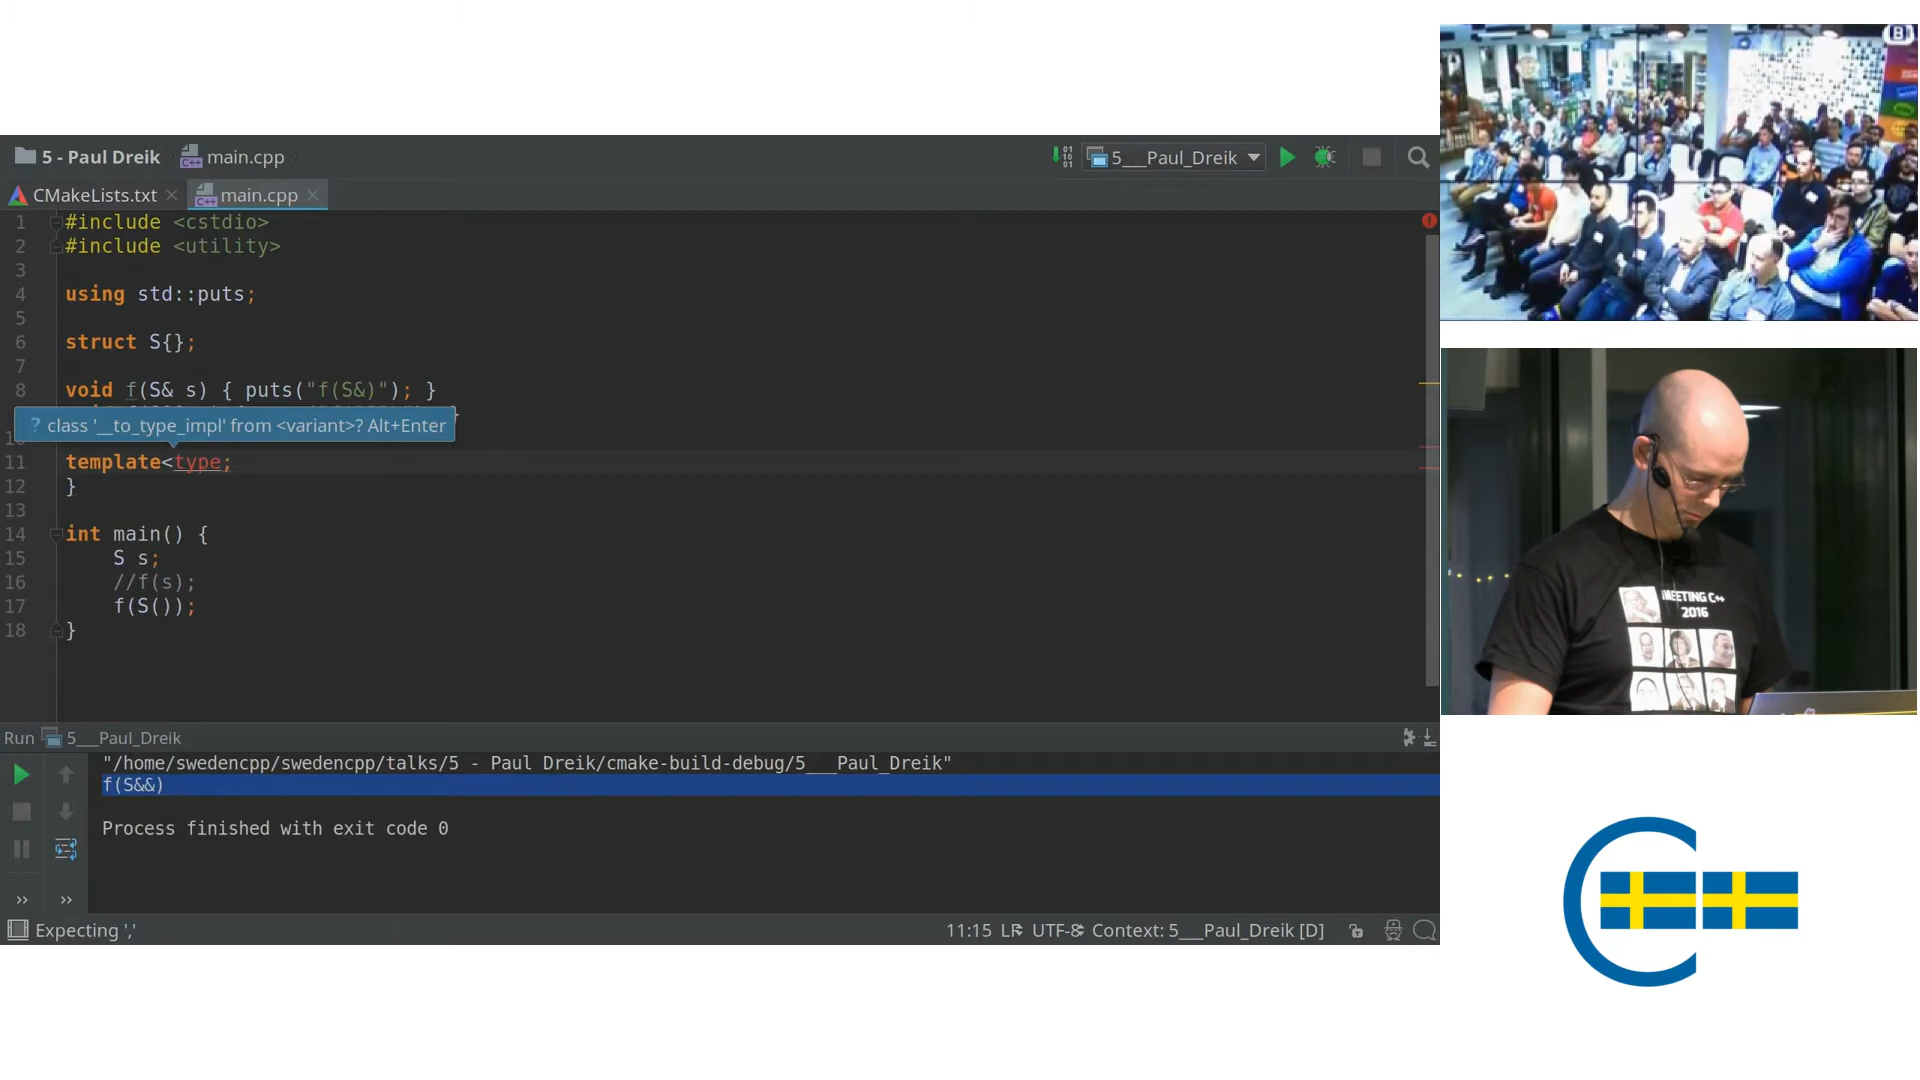 5 - Paul Dreik main.cpp
5___Paul_Dreik
CMakeLists.txt main.cpp
1 #include <cstdio>
2 #include <utility>
3
4 using std::puts;
5
6 struct S{};
7
8 void f(S& s) { puts("f(S&)"); }
? class '__to_type_impl' from <variant>? Alt+Enter
11 template<type;
12 }
13
14 int main() {
15 S s;
16 //f(s);
17 f(S());
18 }
Run 5___Paul_Dreik
"/home/swedencpp/swedencpp/talks/5 - Paul Dreik/cmake-build-debug/5___Paul_Dreik"
f(S&&)
Process finished with exit code 0
Expecting ',' 11:15 LF UTF-8 Context: 5___Paul_Dreik [D]
MEETING C++
2016